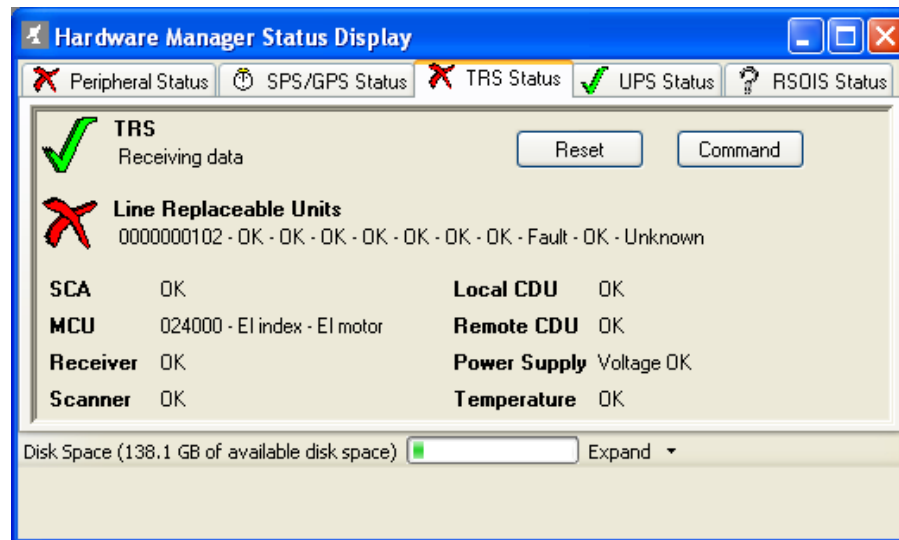 Hardware Manager Status Display
Peripheral Status SPS/GPS Status TRS Status UPS Status RSOIS Status
TRS
Receiving data
Reset Command
Line Replaceable Units
0000000102 - OK - OK - OK - OK - OK - OK - OK - Fault - OK - Unknown
SCA OK Local CDU OK
MCU 024000 - El index - El motor Remote CDU OK
Receiver OK Power Supply Voltage OK
Scanner OK Temperature OK
Disk Space (138.1 GB of available disk space) Expand